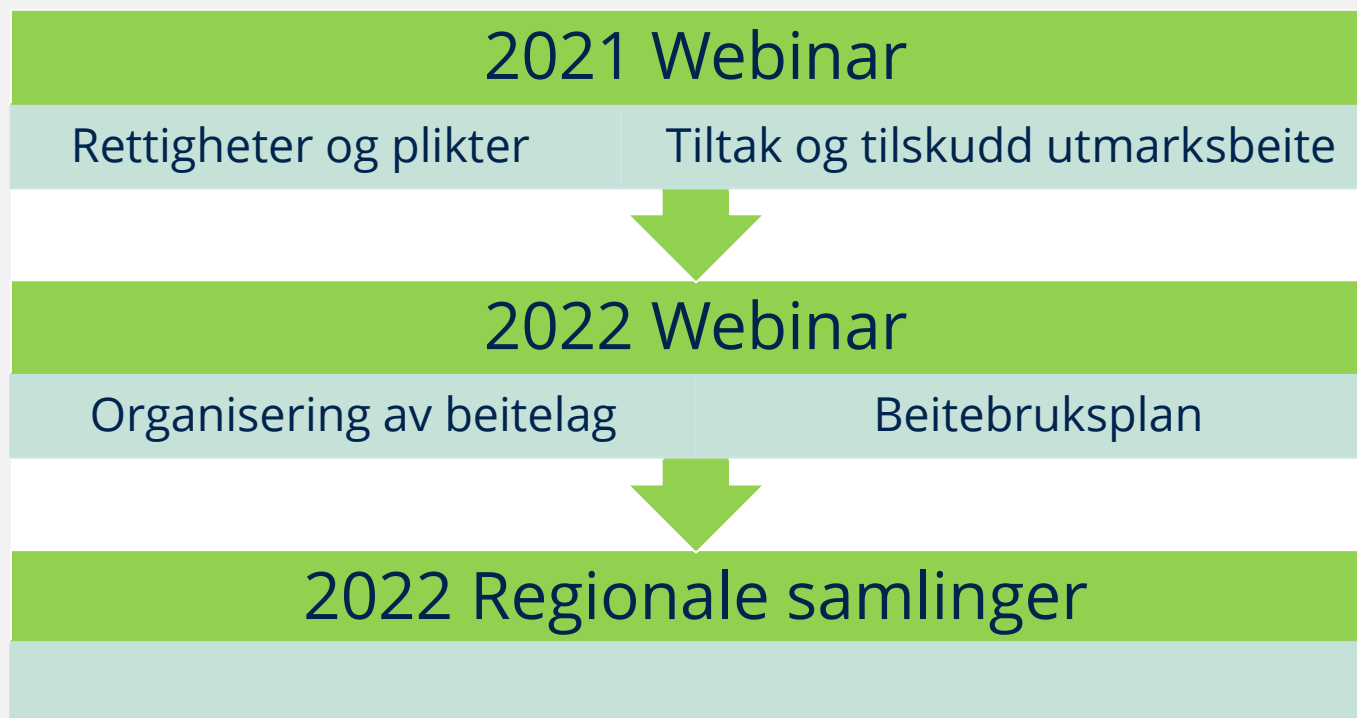 2021 Webinar
Rettigheter og plikter
Tiltak og tilskudd utmarksbeite
2022 Webinar
Organisering av beitelag
Beitebruksplan
2022 Regionale samlinger